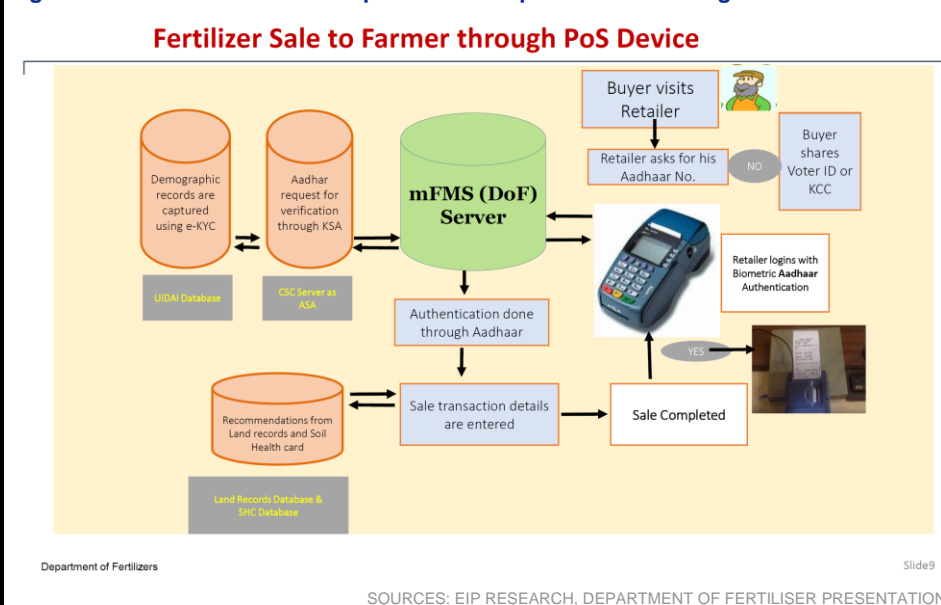 Fertilizer Sale to Farmer through PoS Device
Buyer visits
Retailer
Retailer asks for his
Aadhaar No.
NO
Buyer
shares
Voter ID or
KCC
Demographic
records are
captured
using e-KYC
Aadhar
request for
verification
through KSA
mFMS (DoF)
Server
UIDAI Database
CSC Server as
ASA
Retailer logins with
Biometric Aadhaar
Authentication
Authentication done
through Aadhaar
YES
Recommendations from
Land records and Soil
Health card
Sale transaction details
are entered
Sale Completed
Land Records Database &
SHC Database
Department of Fertilizers
Slide9
SOURCES: EIP RESEARCH, DEPARTMENT OF FERTILISER PRESENTATION